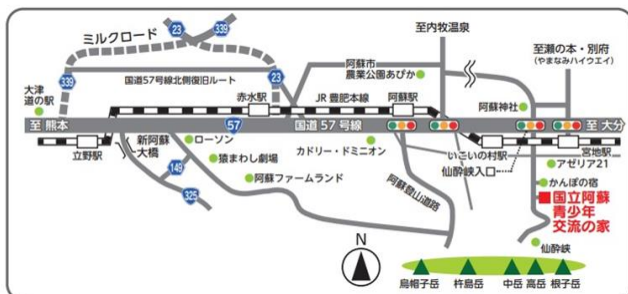 至内牧温泉
至瀬の本・別府
(やまなみハイウエイ)
ミルクロード
23
339
23
339
大津
道の駅
国道57号線北側復旧ルート
阿蘇市
農業公園あぴか
赤水駅
JR 豊肥本線
阿蘇駅
阿蘇神社
至 熊本
57
国道 57 号線
至 大分
立野駅
新阿蘇
大橋
ローソン
カドリー・ドミニオン
いこいの村駅
宮地駅
仙酔峡入口
アゼリア21
149
猿まわし劇場
325
阿蘇ファームランド
阿蘇登山道路
かんぽの宿
国立阿蘇
青少年
交流の家
仙酔峡
N
烏帽子岳
杵島岳
中岳
高岳
根子岳